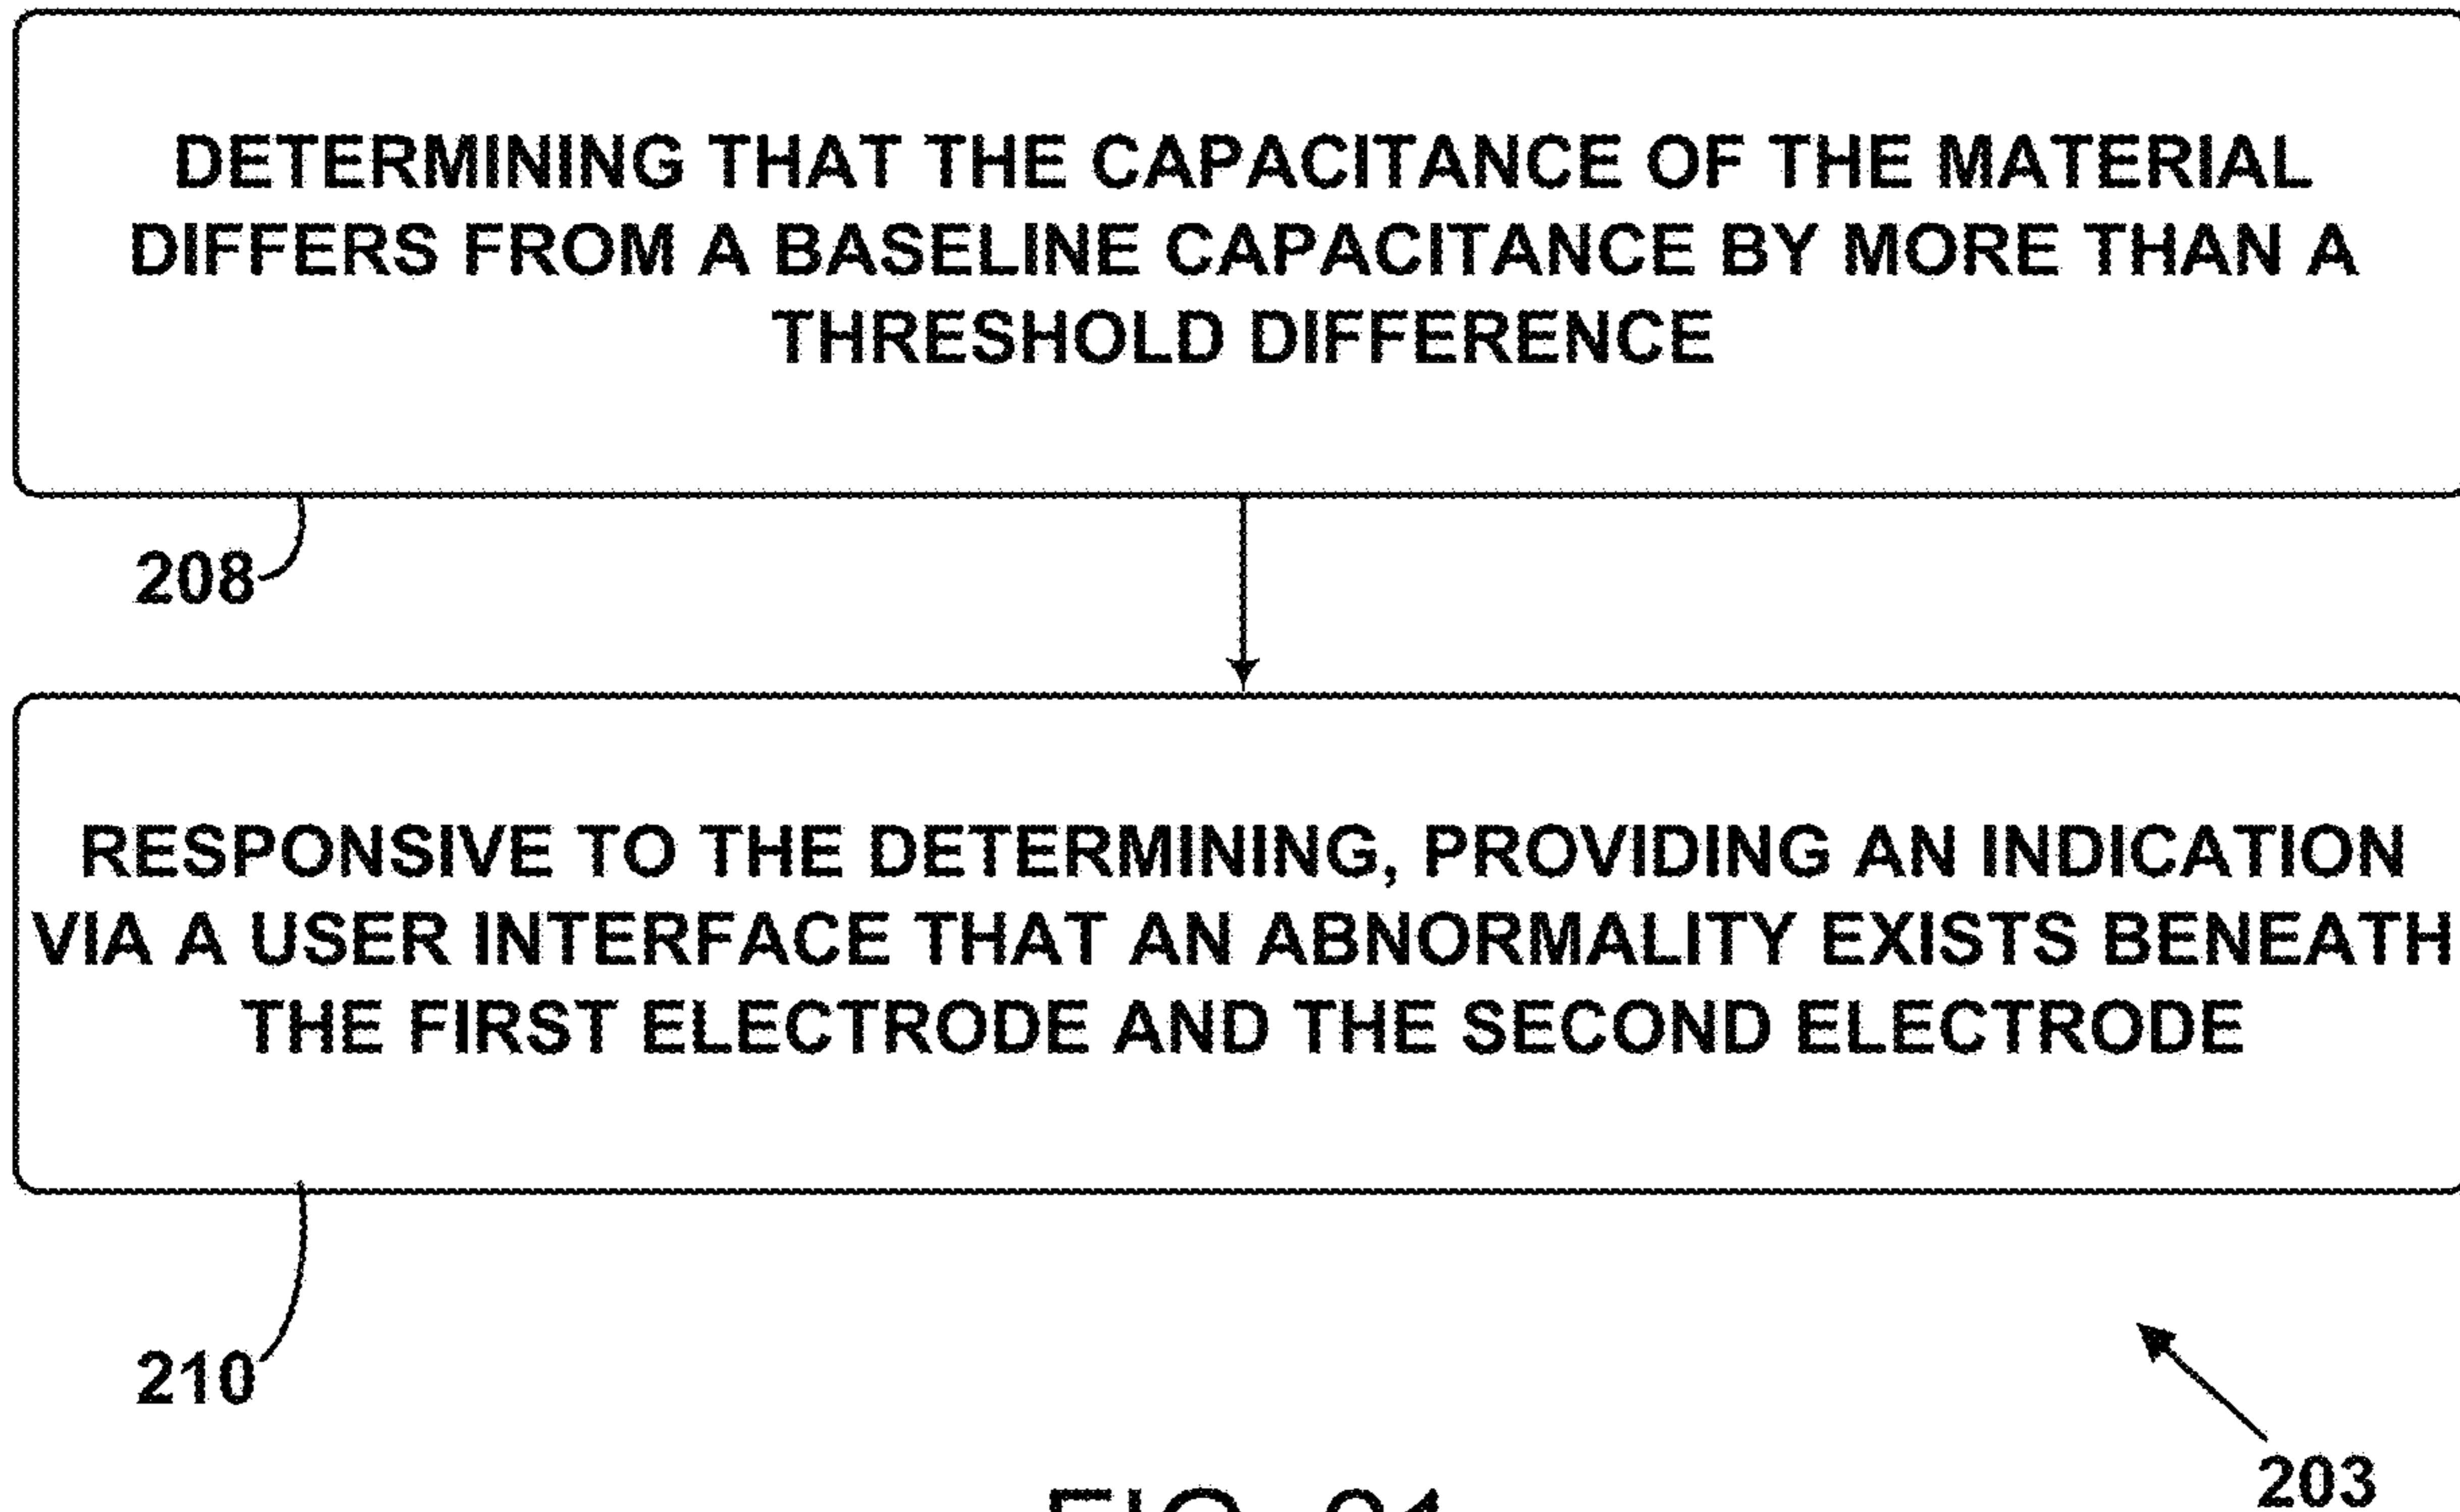 DETERMINING THAT THE CAPACITANCE OF THE MATERIAL
DIFFERS FROM A BASELINE CAPACITANCE BY MORE THAN A
THRESHOLD DIFFERENCE
208
RESPONSIVE TO THE DETERMINING, PROVIDING AN INDICATION
VIA A USER INTERFACE THAT AN ABNORMALITY EXISTS BENEATH
THE FIRST ELECTRODE AND THE SECOND ELECTRODE
210
203